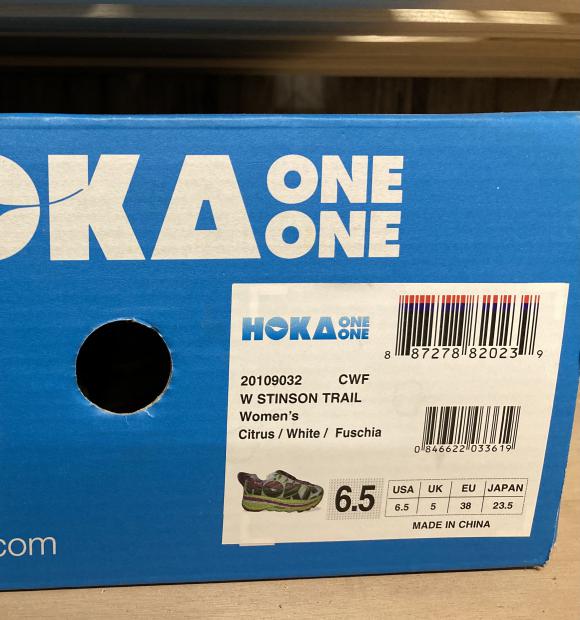 OKA ONE ONE
HOKA ONE ONE
8 87278 82023 9
20109032 CWF
W STINSON TRAIL
Women's
Citrus / White / Fuschia
0 846622 033619
6.5
USA UK EU JAPAN
6.5 5 38 23.5
MADE IN CHINA
.com